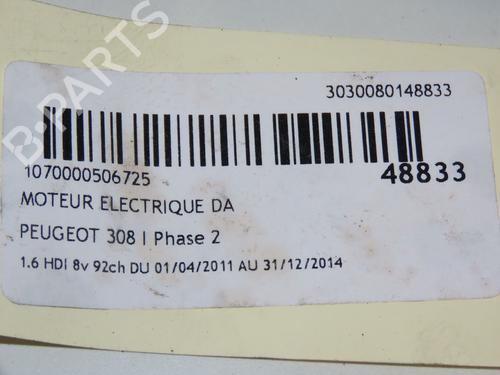 B-PARTS
3030080148833
1070000506725
48833
MOTEUR ELECTRIQUE DA
PEUGEOT 308 I Phase 2
1.6 HDi 8v 92ch DU 01/04/2011 AU 31/12/2014